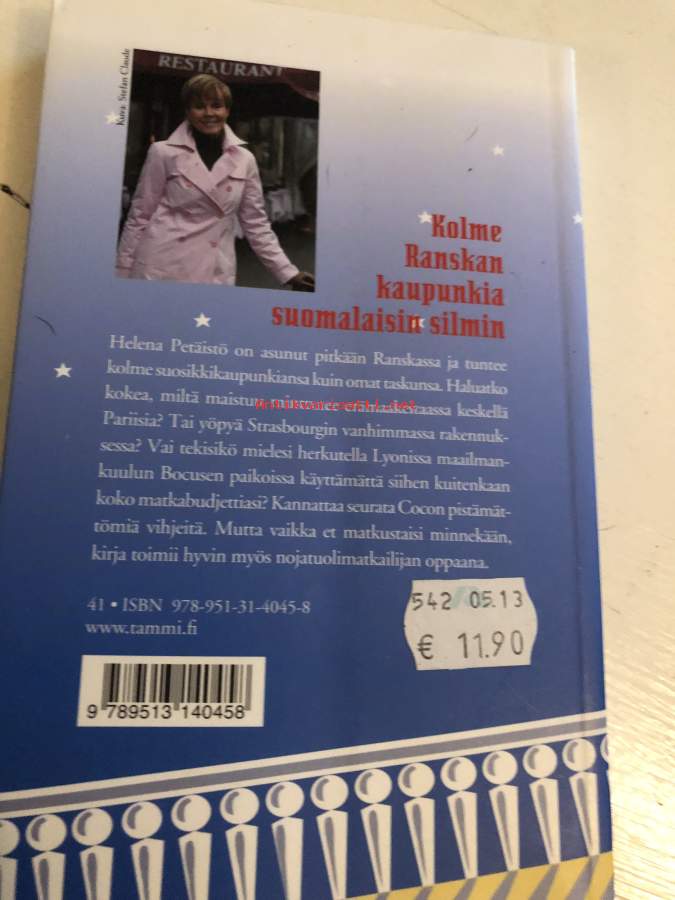 RESTAURANT
Kuva: Stefan Claude
Kolme
Ranskan
kaupunkia
suomalaisin silmin
Helena Petäistö on asunut pitkään Ranskassa ja tuntee
kolme suosikkikaupunkiansa kuin omat taskunsa. Haluatko
kokea, miltä maistuu keskellä
Pariisia? Tai yöpyä Strasbourgin vanhimmassa rakennuk-
sessa? Vai tekisikö mielesi herkutella Lyonissa maailman-
kuulun Bocusen paikoissa käyttämättä siihen kuitenkaan
koko matkabudjettiasi? Kannattaa seurata Cocon pistämät-
tömiä vihjeitä. Mutta vaikka et matkustaisi minnekään,
kirja toimii hyvin myös nojatuolimatkailijan oppaana.
41 • ISBN 978-951-31-4045-8
www.tammi.fi
542 05.13
€ 11.90
9 789513 140458